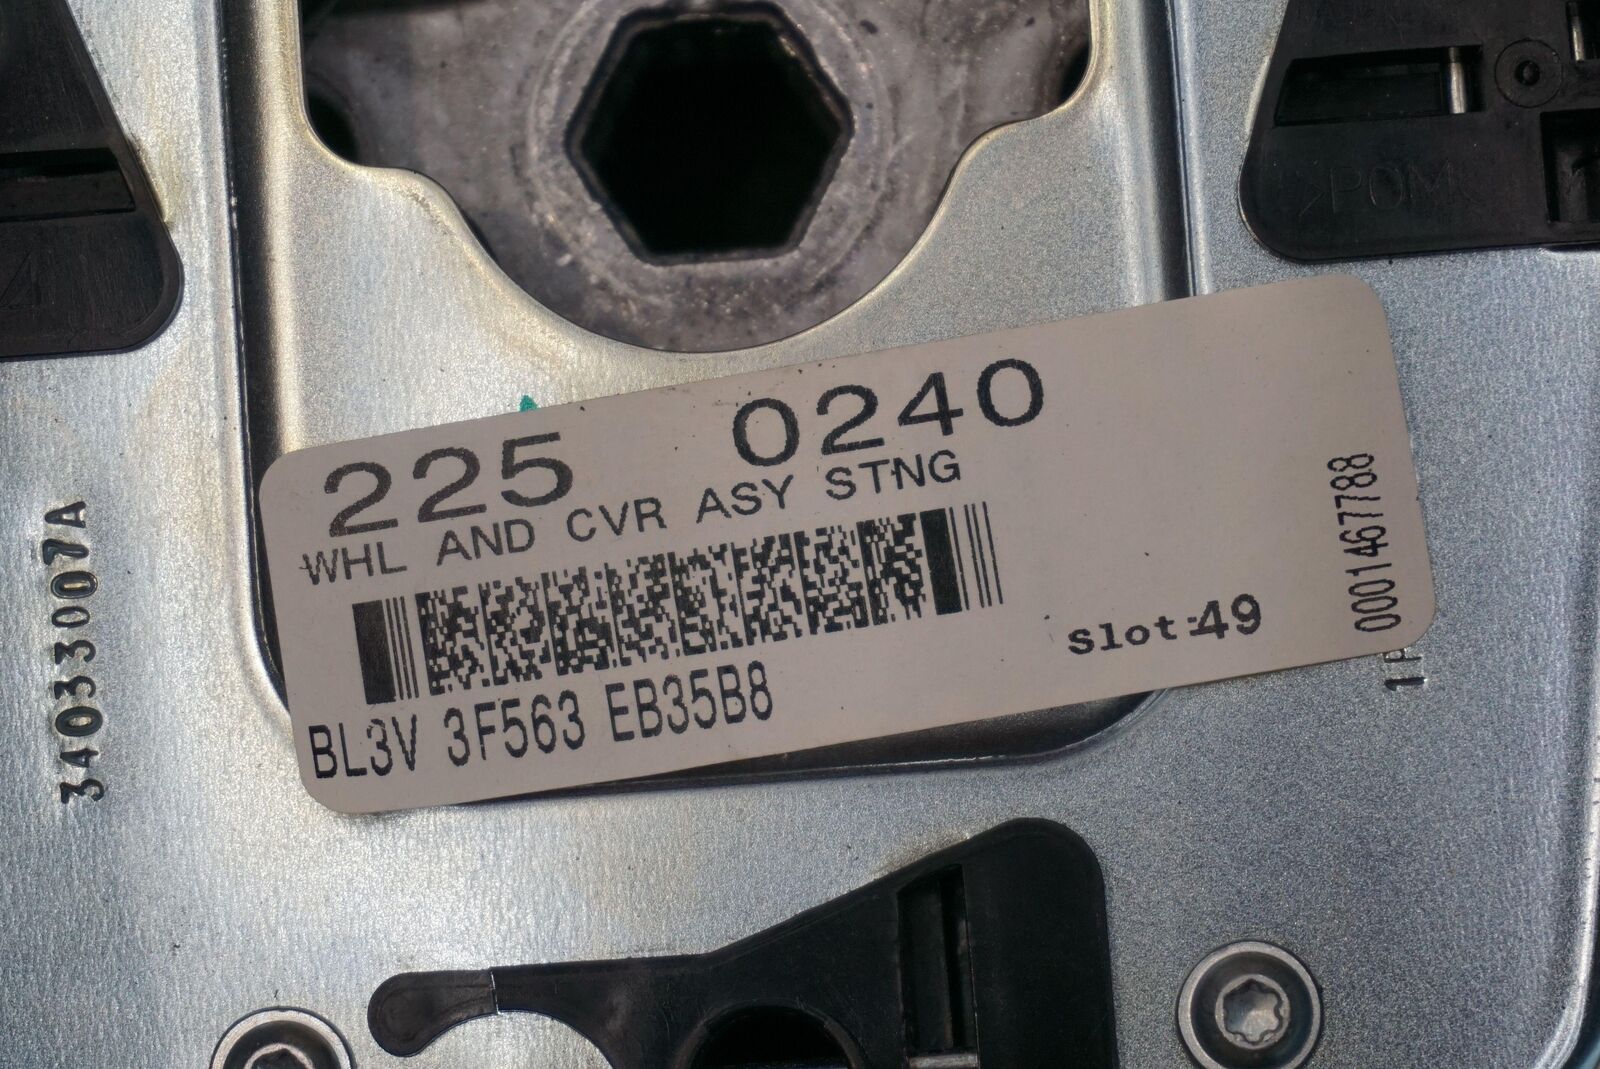 >POM<
225 0240
WHL AND CVR ASY STNG
Slot-49
BL3V 3F563 EB35B8
0001467788
34033007A